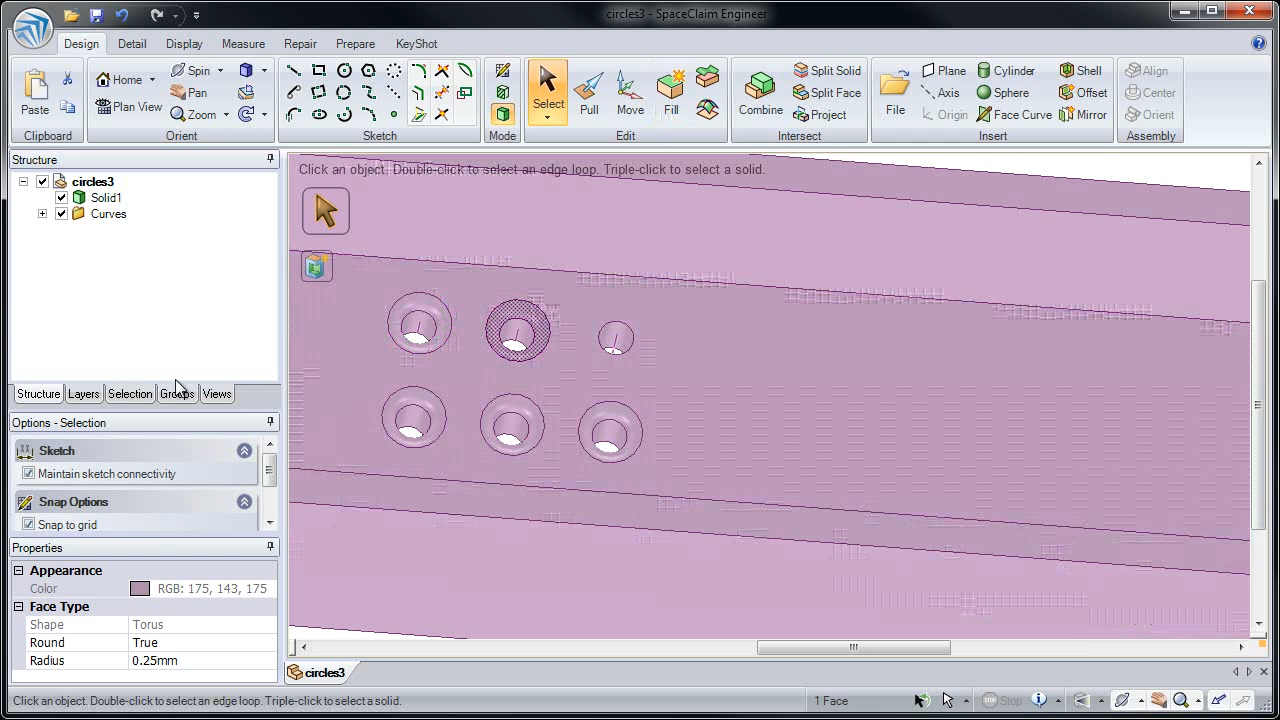 circles3 - SpaceClaim Engineer
Design Detail Display Measure Repair Prepare KeyShot
Paste
Clipboard
Home Spin
Plan View Pan
Zoom
Orient
Sketch
Mode
Select Pull Move Fill
Edit
Combine
Split Solid
Split Face
Project
Intersect
File
Plane Cylinder Shell
Axis Sphere Offset
Origin Face Curve Mirror
Insert
Align
Center
Orient
Assembly
Structure
circles3
Solid1
Curves
Structure Layers Selection Groups Views
Options - Selection
Sketch
Maintain sketch connectivity
Snap Options
Snap to grid
Properties
Appearance
Color RGB: 175, 143, 175
Face Type
Shape Torus
Round True
Radius 0.25mm
Click an object. Double-click to select an edge loop. Triple-click to select a solid.
circles3
Click an object. Double-click to select an edge loop. Triple-click to select a solid.
1 Face
Stop